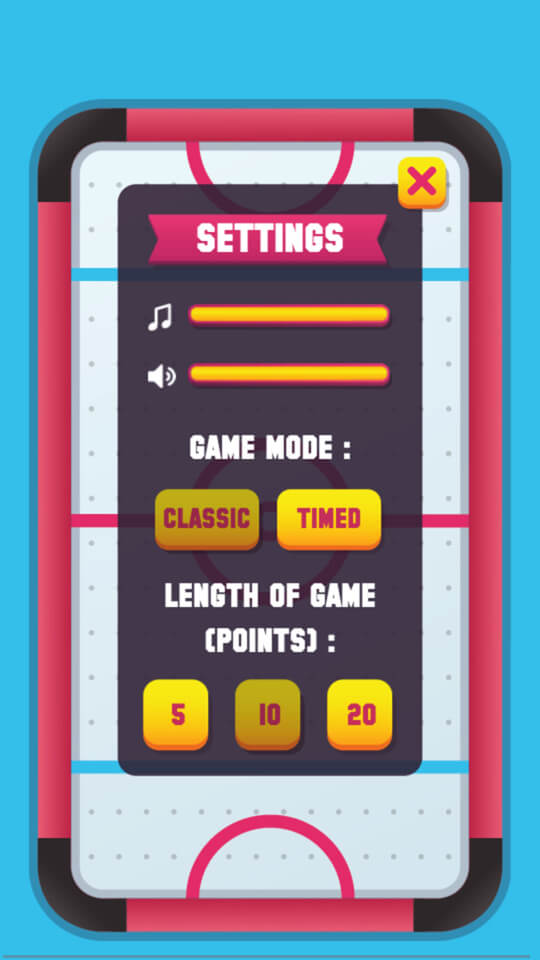 SETTINGS
GAME MODE :
CLASSIC TIMED
LENGTH OF GAME
(POINTS) :
5 10 20